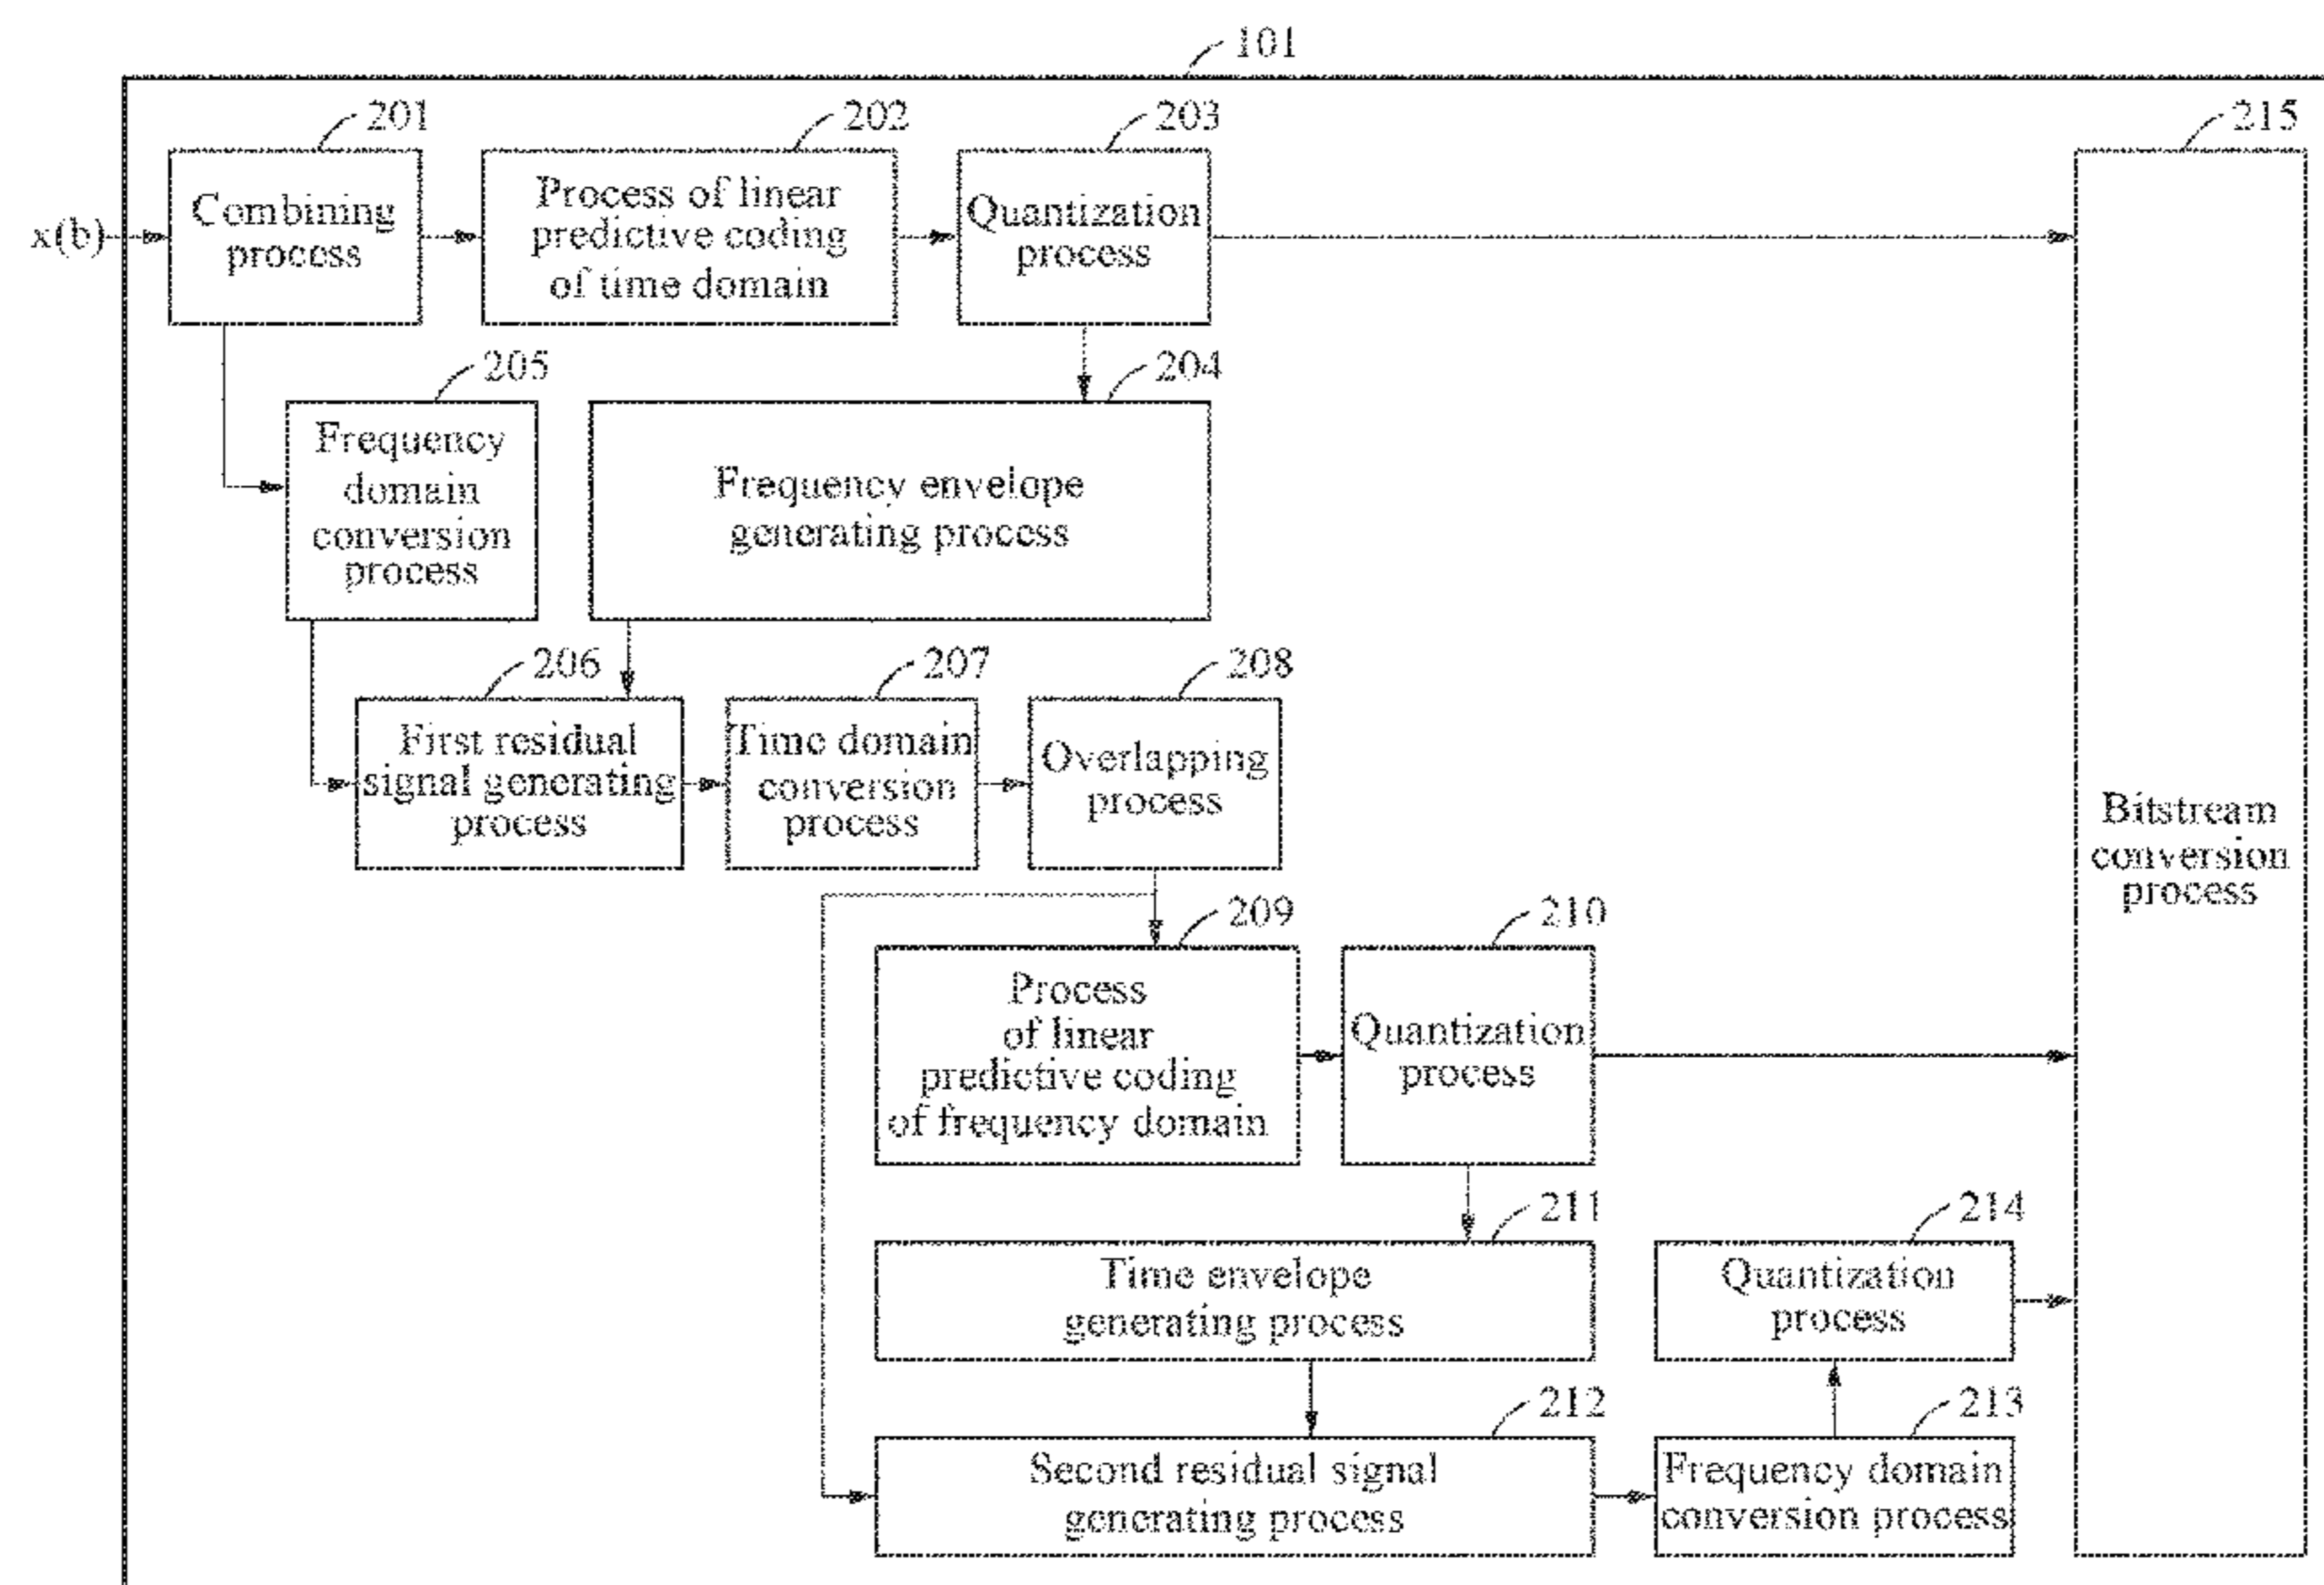 101
201
202
203
215
x(b)
Combining
process
Process of linear
predictive coding
of time domain
Quantization
process
205
204
Frequency
domain
conversion
process
Frequency envelope
generating process
206
207
208
First residual
signal generating
process
Time domain
conversion
process
Overlapping
process
Bitstream
conversion
process
209
210
Process
of linear
predictive coding
of frequency domain
Quantization
process
211
214
Time envelope
generating process
Quantization
process
212
213
Second residual signal
generating process
Frequency domain
conversion process